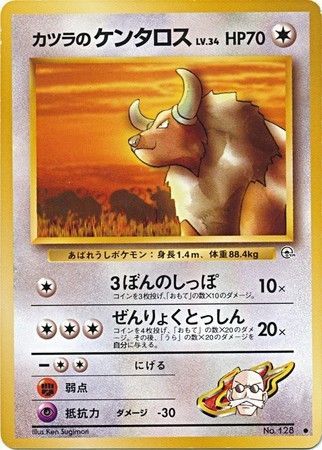 カツラのケンタロス LV.34 HP70
あばれうしポケモン：身長1.4m、体重88.4kg
3ぼんのしっぽ 10×
コインを3枚投げ、「おもて」の数×10のダメージ。
ぜんりょくとっしん 20×
コインを4枚投げ、「おもて」の数×20のダメージ。その後、「うら」の数×20のダメージを
自分に与える。
にげる
弱点
抵抗力 ダメージ -30
Illus. Ken Sugimori
No. 128